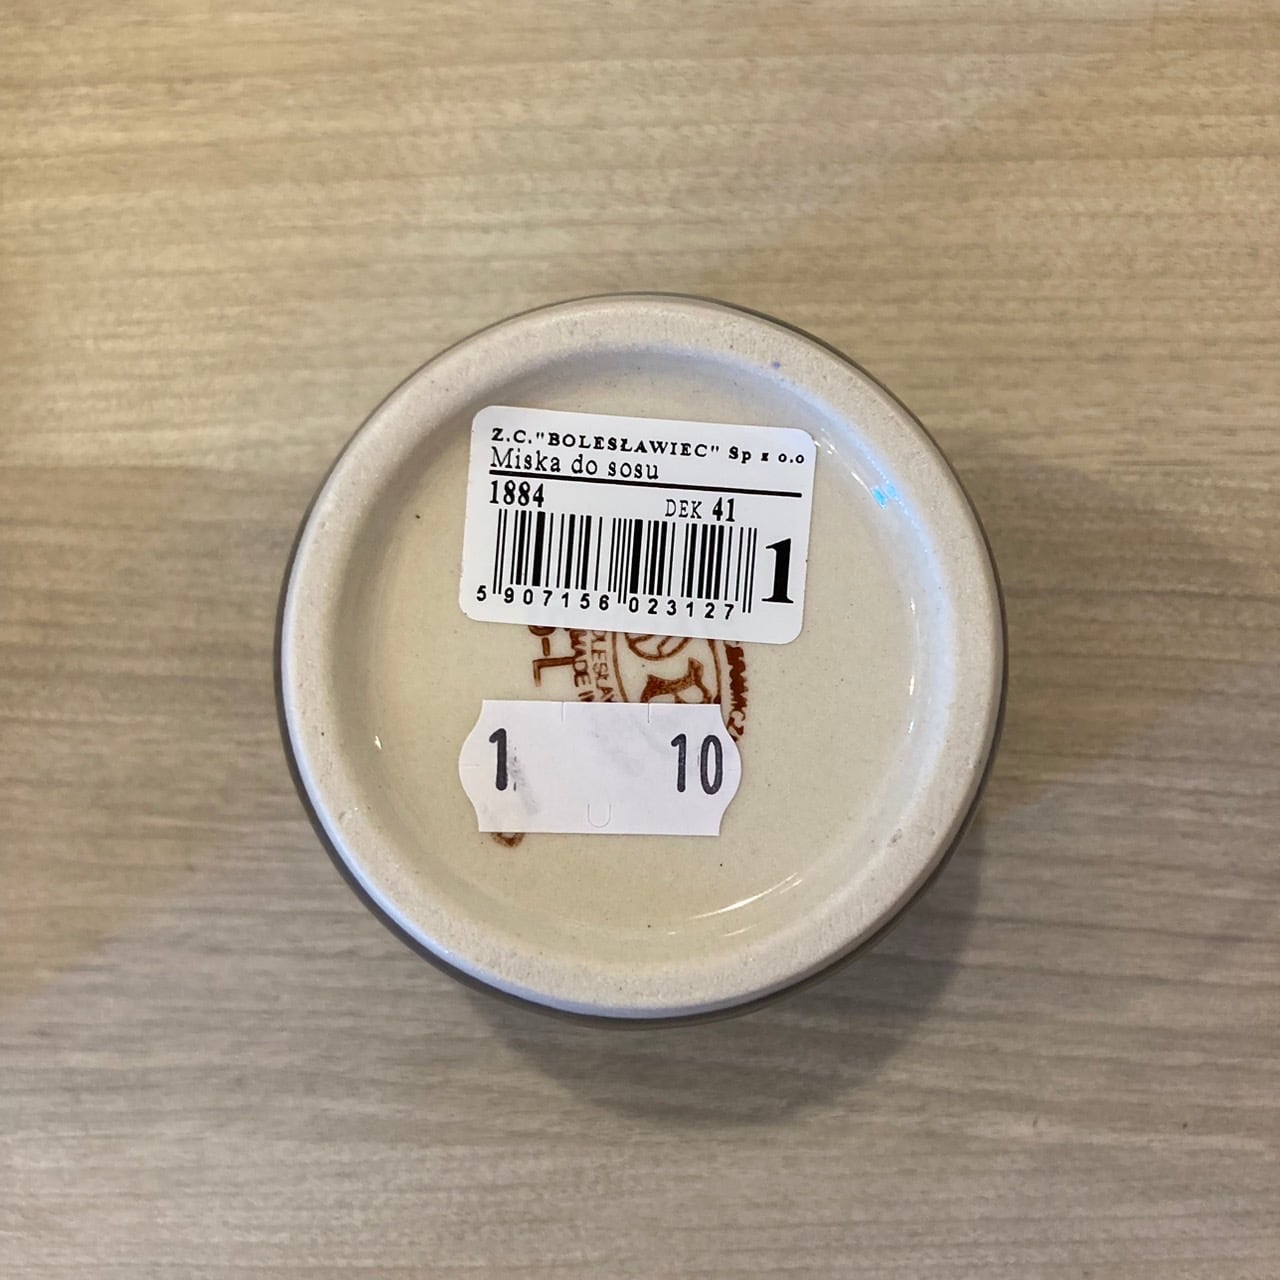 Z.C."BOLESŁAWIEC" Sp z o.o
Miska do sosu
1884 DEK 41
1
5 907156 023127
1 10